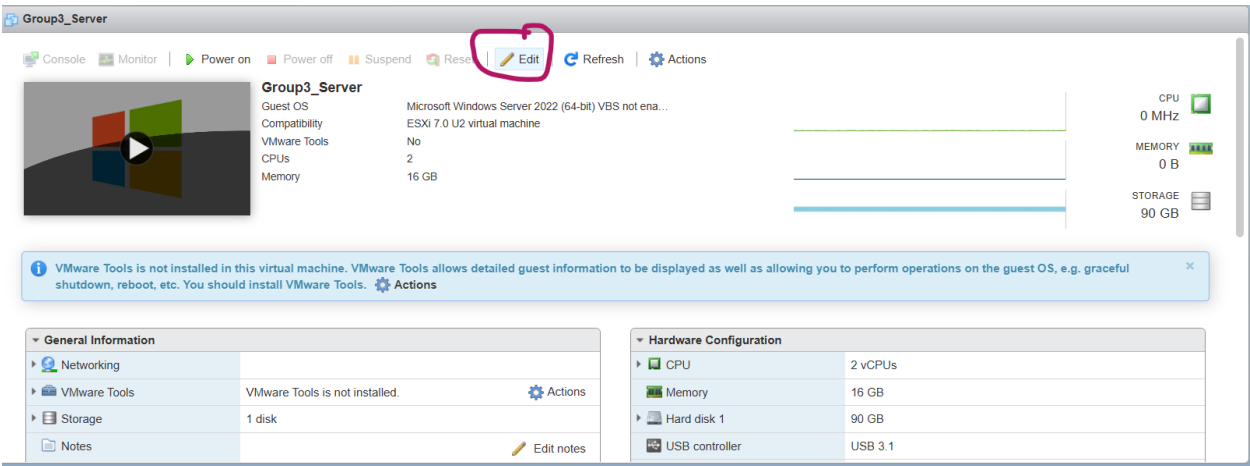 Group3_Server
Console Monitor Power on Power off Suspend Reset Edit Refresh Actions
Group3_Server
Guest OS Microsoft Windows Server 2022 (64-bit) VBS not ena...
Compatibility ESXi 7.0 U2 virtual machine
VMware Tools No
CPUs 2
Memory 16 GB
CPU
0 MHz
MEMORY
0 B
STORAGE
90 GB
VMware Tools is not installed in this virtual machine. VMware Tools allows detailed guest information to be displayed as well as allowing you to perform operations on the guest OS, e.g. graceful
shutdown, reboot, etc. You should install VMware Tools. Actions
General Information
Networking
VMware Tools VMware Tools is not installed. Actions
Storage 1 disk
Notes Edit notes
Hardware Configuration
CPU 2 vCPUs
Memory 16 GB
Hard disk 1 90 GB
USB controller USB 3.1